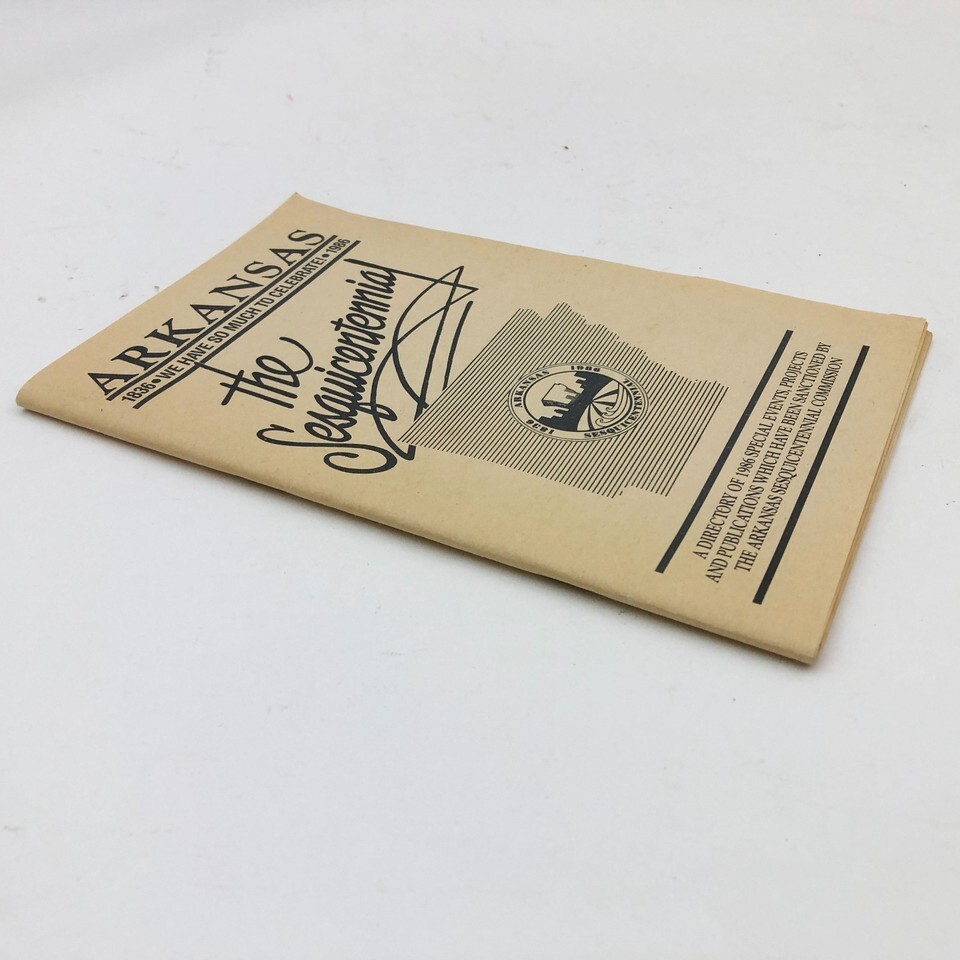 ARKANSAS
1836 • WE HAVE SO MUCH TO CELEBRATE! • 1986
The
Sesquicentennial
ARKANSAS 1986
1836 SESQUICENTENNIAL
A DIRECTORY OF 1986 SPECIAL EVENTS, PROJECTS
AND PUBLICATIONS WHICH HAVE BEEN SANCTIONED BY
THE ARKANSAS SESQUICENTENNIAL COMMISSION